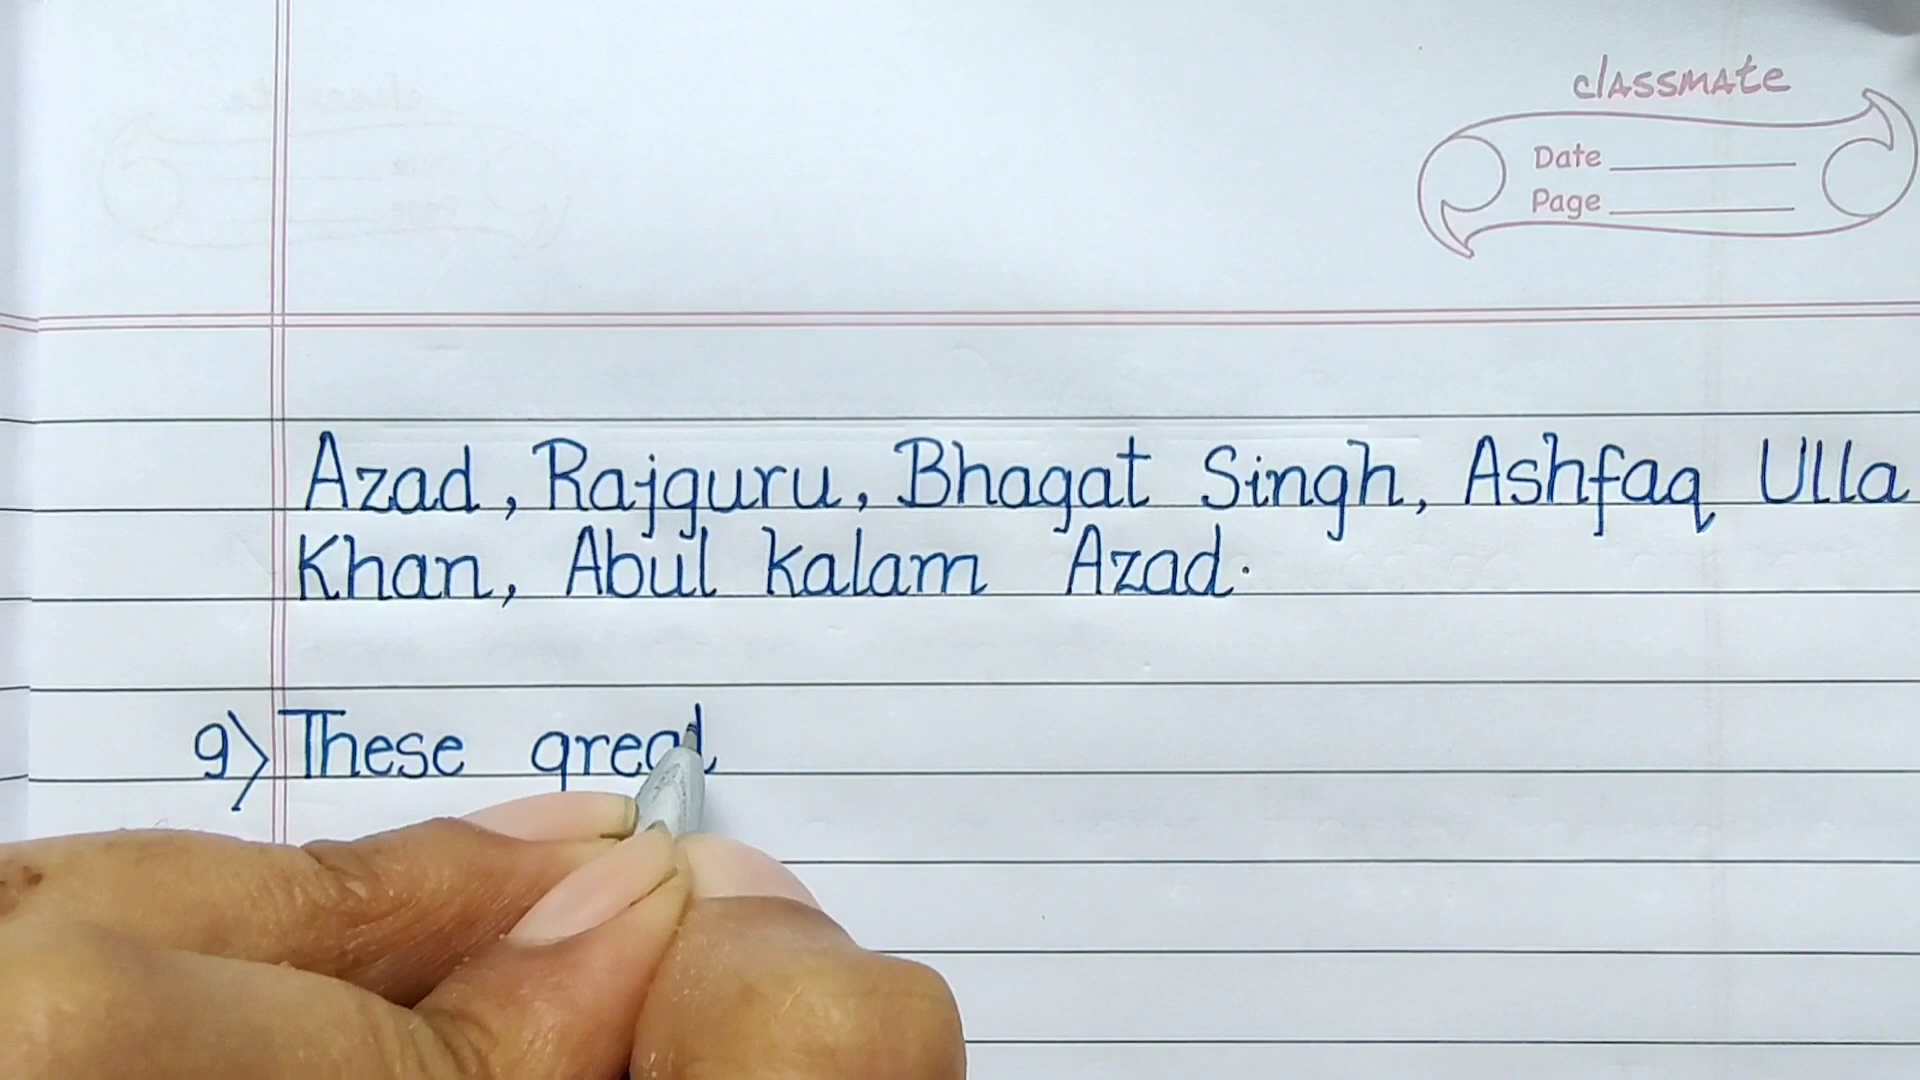 classmate
Date
Page
Azad, Rajguru, Bhagat Singh, Ashfaq Ulla
Khan, Abul Kalam Azad.
9) These great